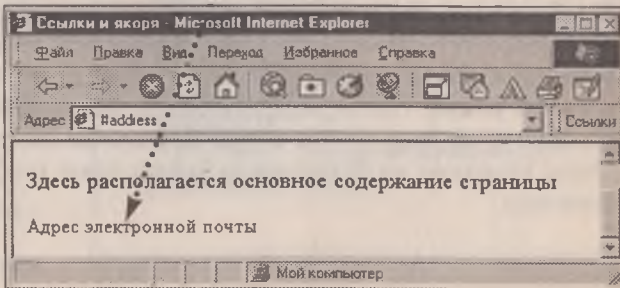 Ссылки и якоря - Microsoft Internet Explorer
Файл Правка Вид Переход Избранное Справка
Адрес #address Ссылки
Здесь располагается основное содержание страницы
Адрес электронной почты
Мой компьютер